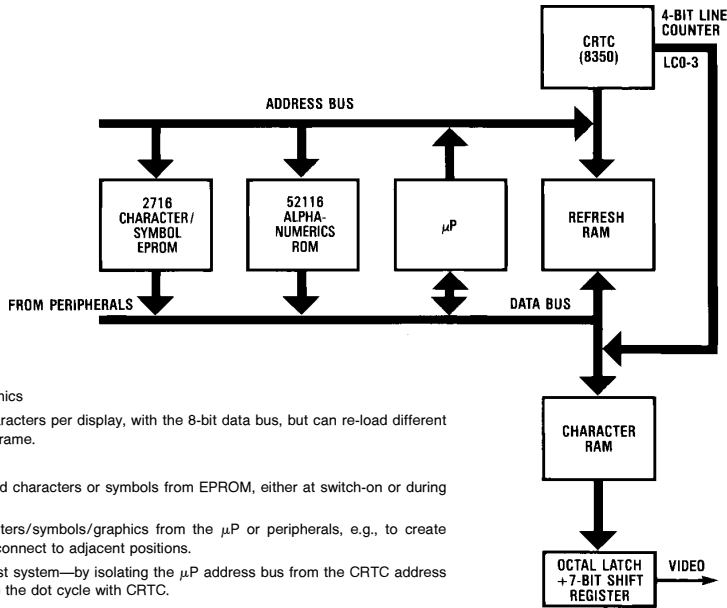 4-BIT LINE
COUNTER
CRTC
(8350)
LC0-3
ADDRESS BUS
2716
CHARACTER/
SYMBOL
EPROM
52116
ALPHA-
NUMERICS
ROM
μP
REFRESH
RAM
FROM PERIPHERALS
DATA BUS
CHARACTER
RAM
OCTAL LATCH
+7-BIT SHIFT
REGISTER
VIDEO
hics
aracters per display, with the 8-bit data bus, but can re-load different
rame.
d characters or symbols from EPROM, either at switch-on or during
ters/symbols/graphics from the μP or peripherals, e.g., to create
connect to adjacent positions.
st system—by isolating the μP address bus from the CRTC address
the dot cycle with CRTC.